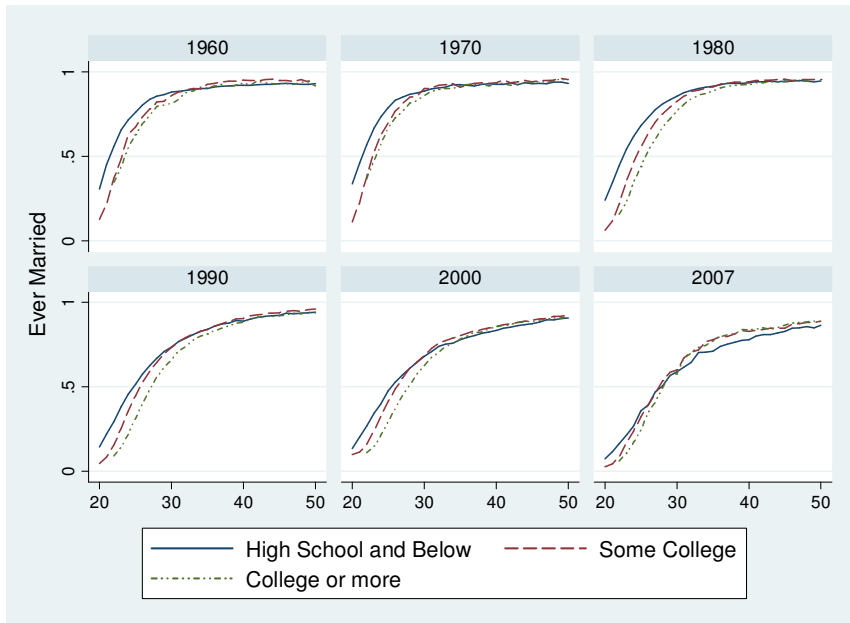 1960 1970 1980
1
.5
0
1990 2000 2007
1
.5
0
Ever Married
20 30 40 50 20 30 40 50 20 30 40 50
High School and Below Some College
College or more